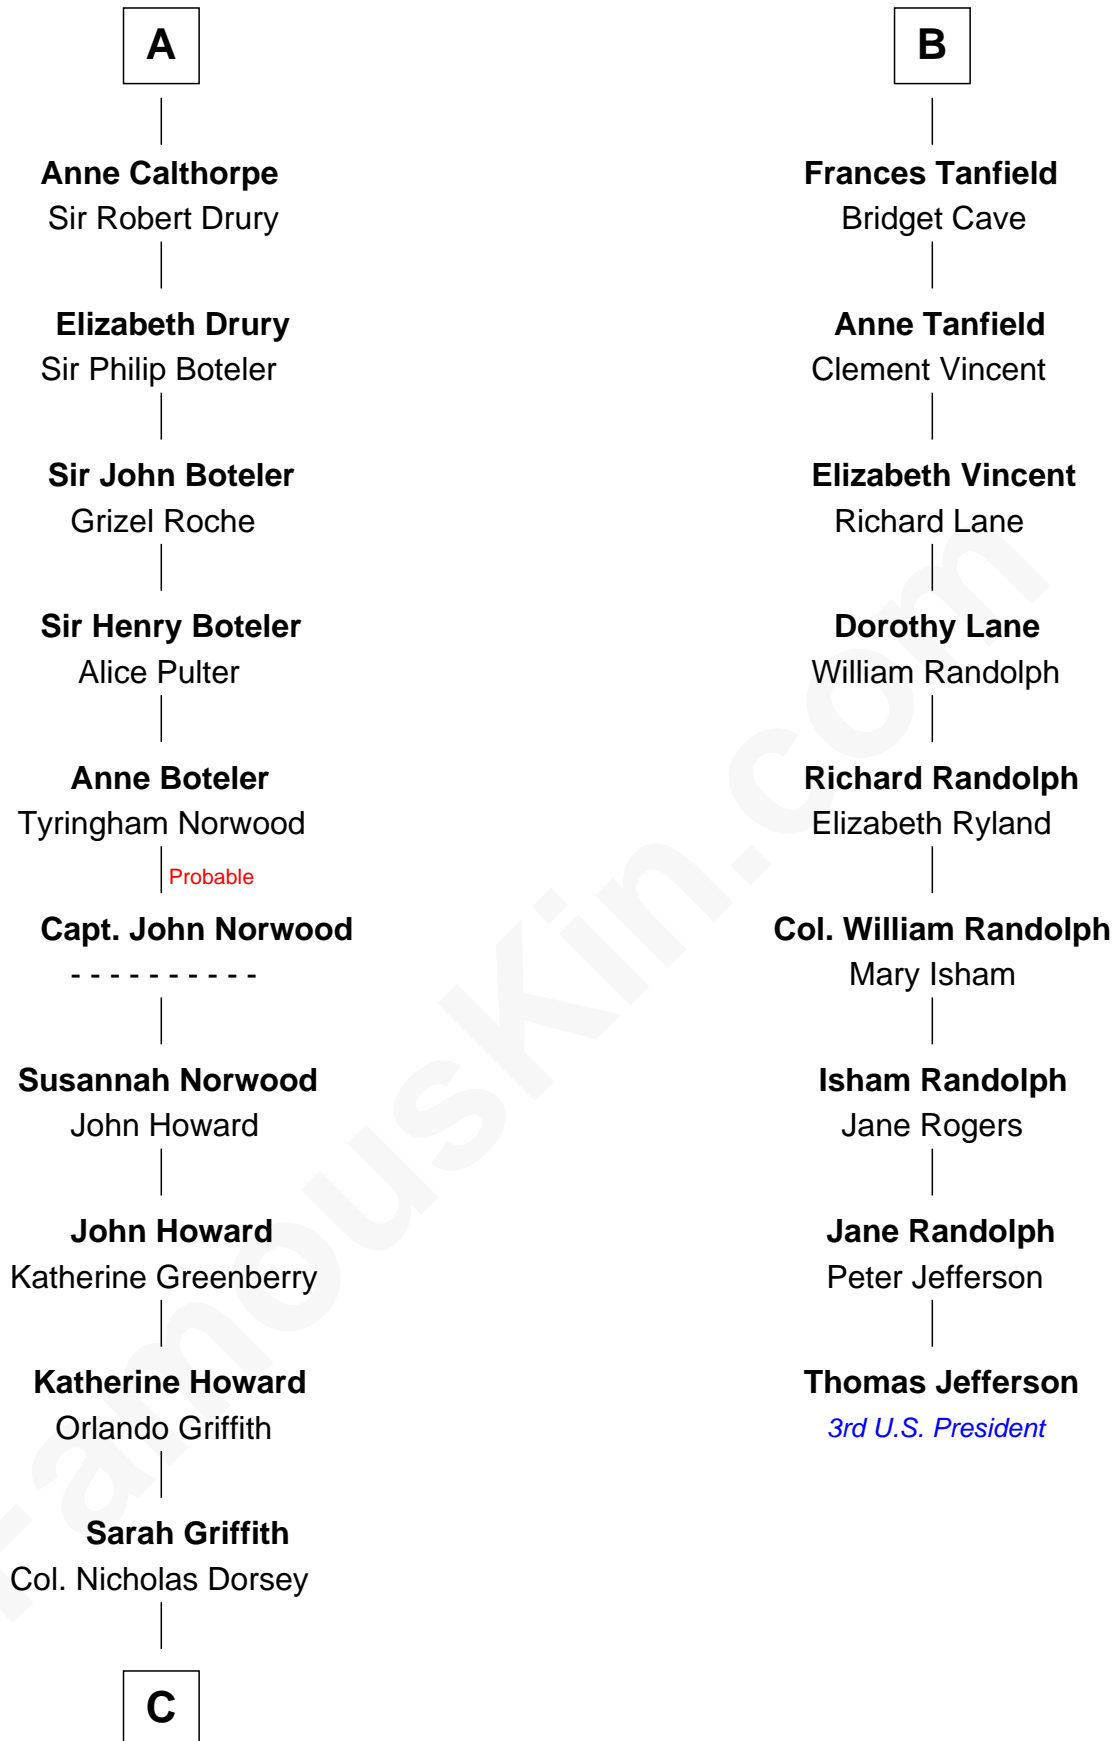 A
Anne Calthorpe
Sir Robert Drury
Elizabeth Drury
Sir Philip Boteler
Sir John Boteler
Grizel Roche
Sir Henry Boteler
Alice Pulter
Anne Boteler
Tyringham Norwood
Probable
Capt. John Norwood
- - - - - - - - - -
Susannah Norwood
John Howard
John Howard
Katherine Greenberry
Katherine Howard
Orlando Griffith
Sarah Griffith
Col. Nicholas Dorsey
C
B
Frances Tanfield
Bridget Cave
Anne Tanfield
Clement Vincent
Elizabeth Vincent
Richard Lane
Dorothy Lane
William Randolph
Richard Randolph
Elizabeth Ryland
Col. William Randolph
Mary Isham
Isham Randolph
Jane Rogers
Jane Randolph
Peter Jefferson
Thomas Jefferson
3rd U.S. President
FamousKin.com